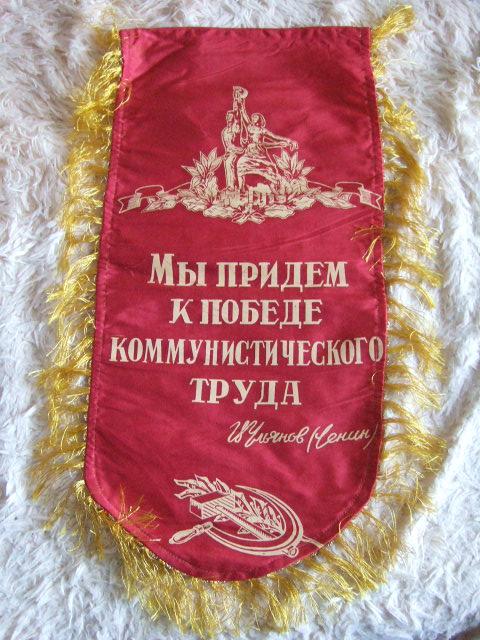 Мы придем
к победе
коммунистического
труда
В Ульянов (Ленин)